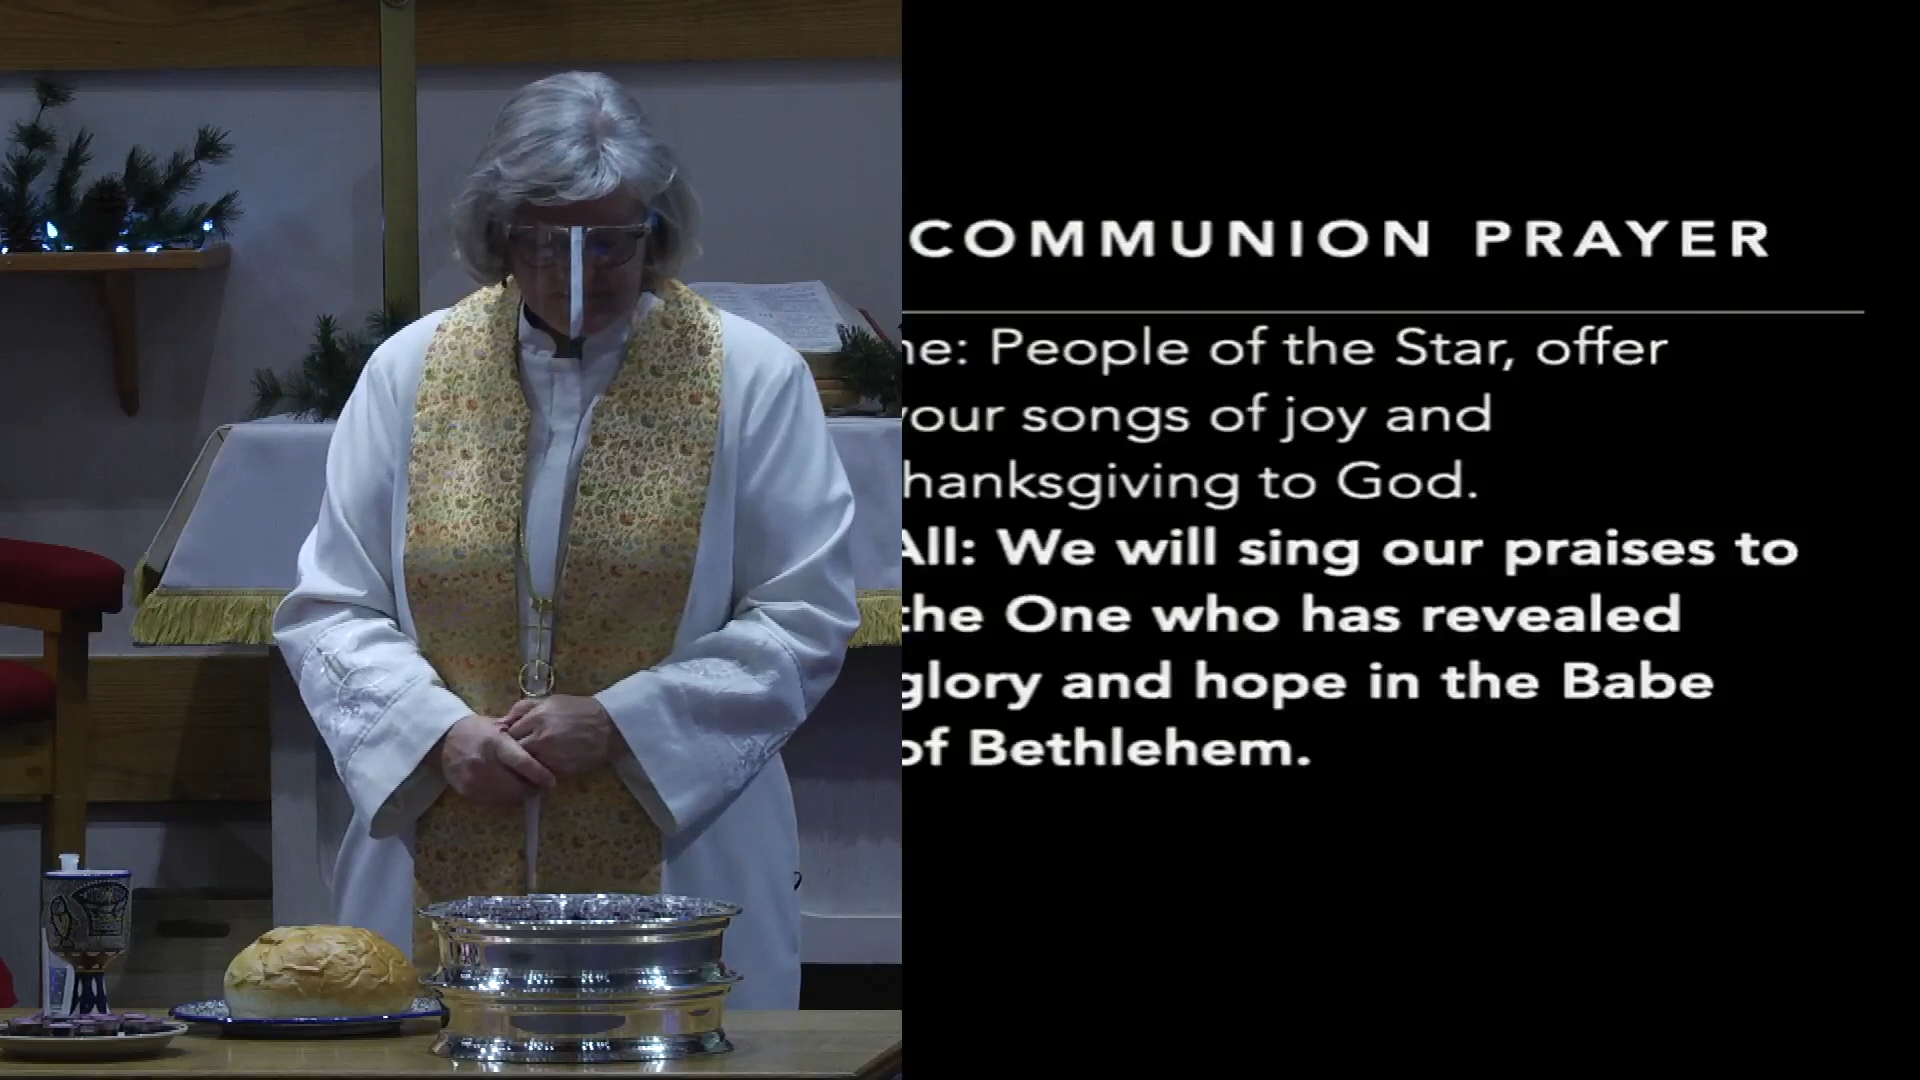 COMMUNION PRAYER
ne: People of the Star, offer
your songs of joy and
hanksgiving to God.
All: We will sing our praises to
the One who has revealed
glory and hope in the Babe
of Bethlehem.